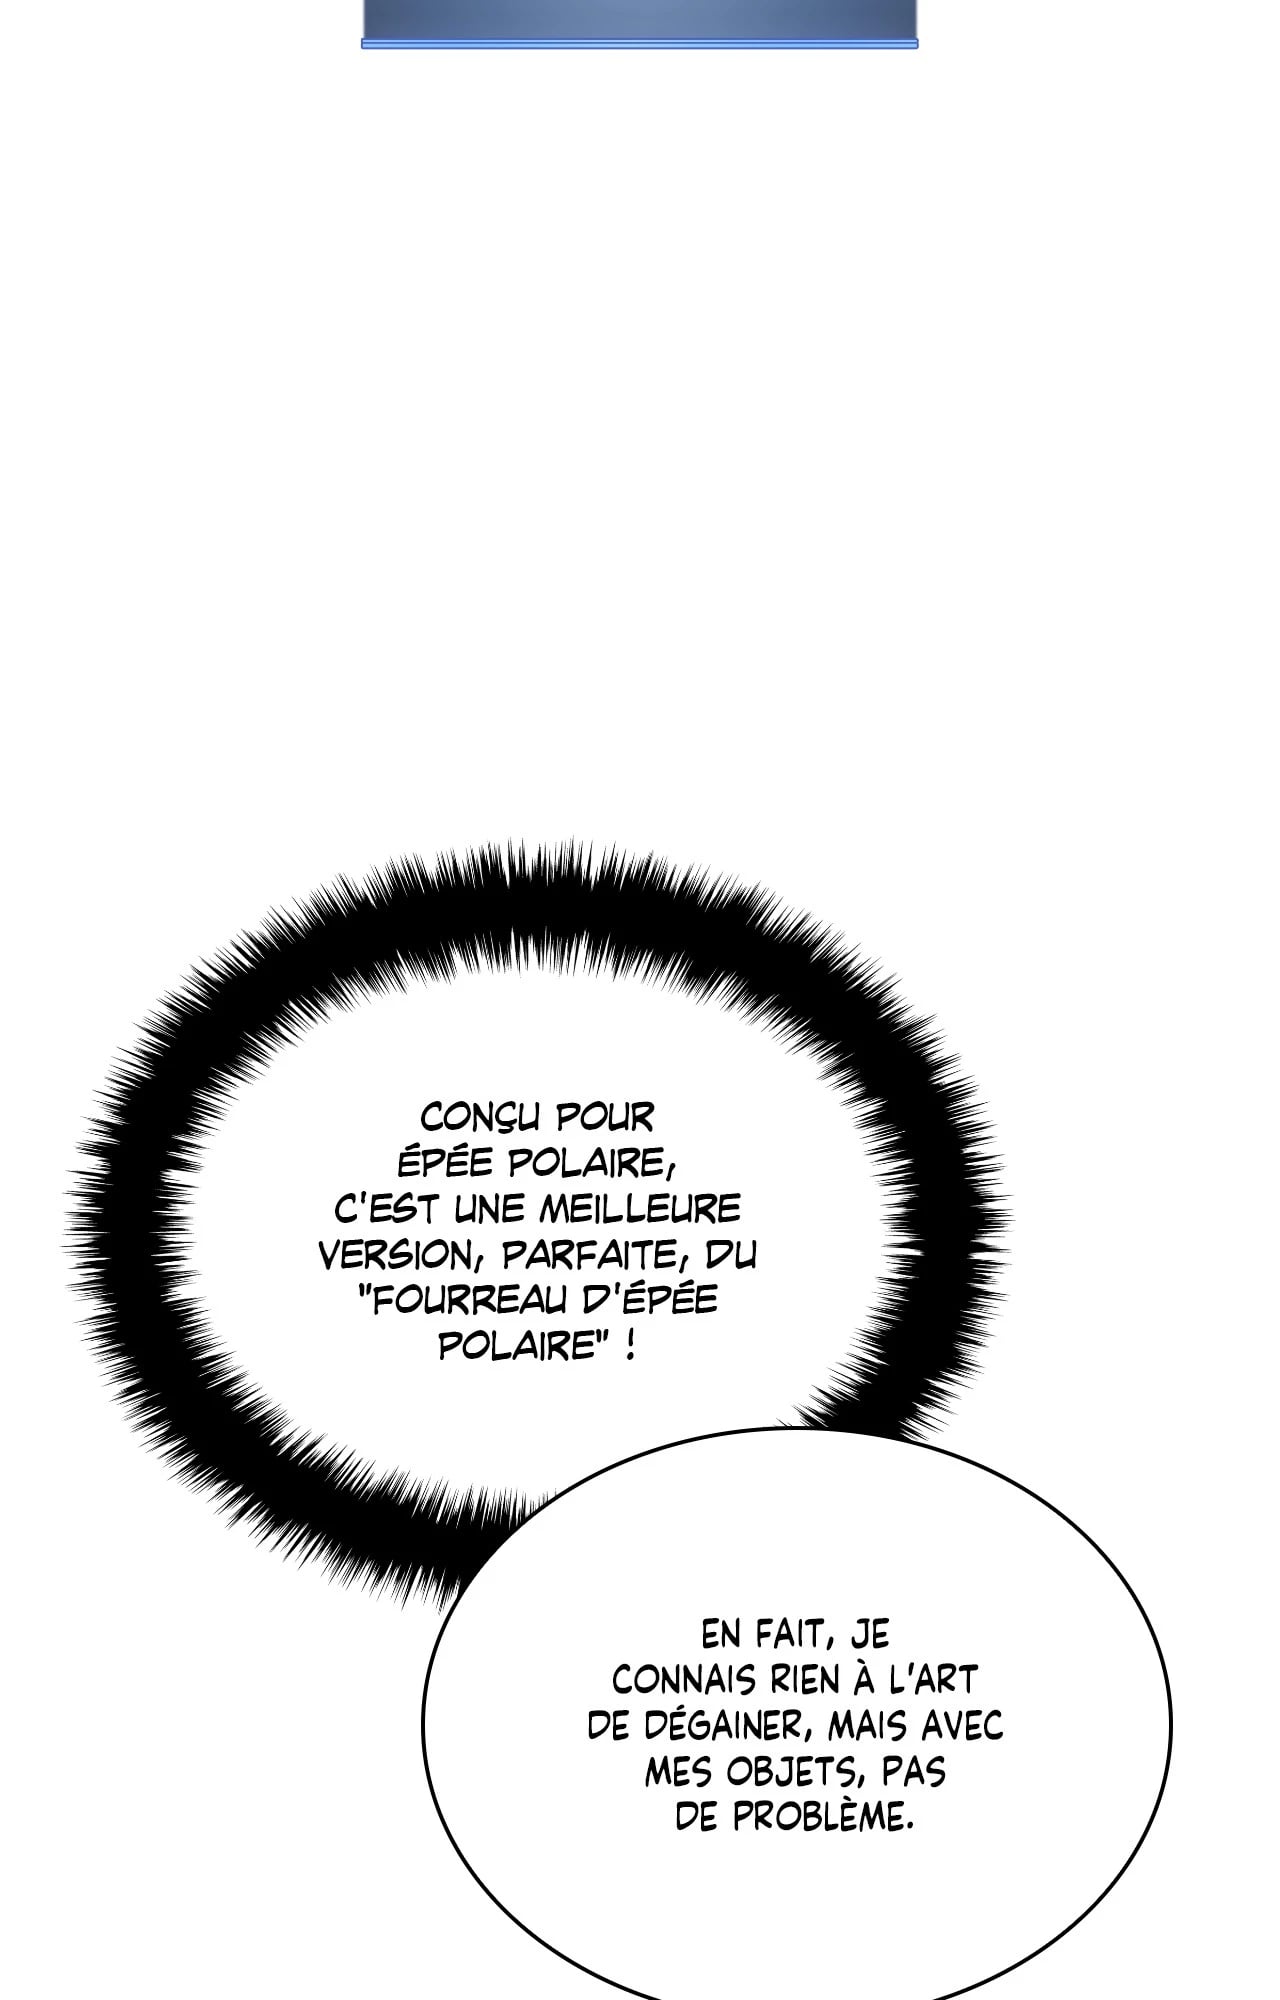 CONÇU POUR
ÉPÉE POLAIRE,
C'EST UNE MEILLEURE
VERSION, PARFAITE, DU
"FOURREAU D'ÉPÉE
POLAIRE" !
EN FAIT, JE
CONNAIS RIEN À L'ART
DE DÉGAINER, MAIS AVEC
MES OBJETS, PAS
DE PROBLÈME.